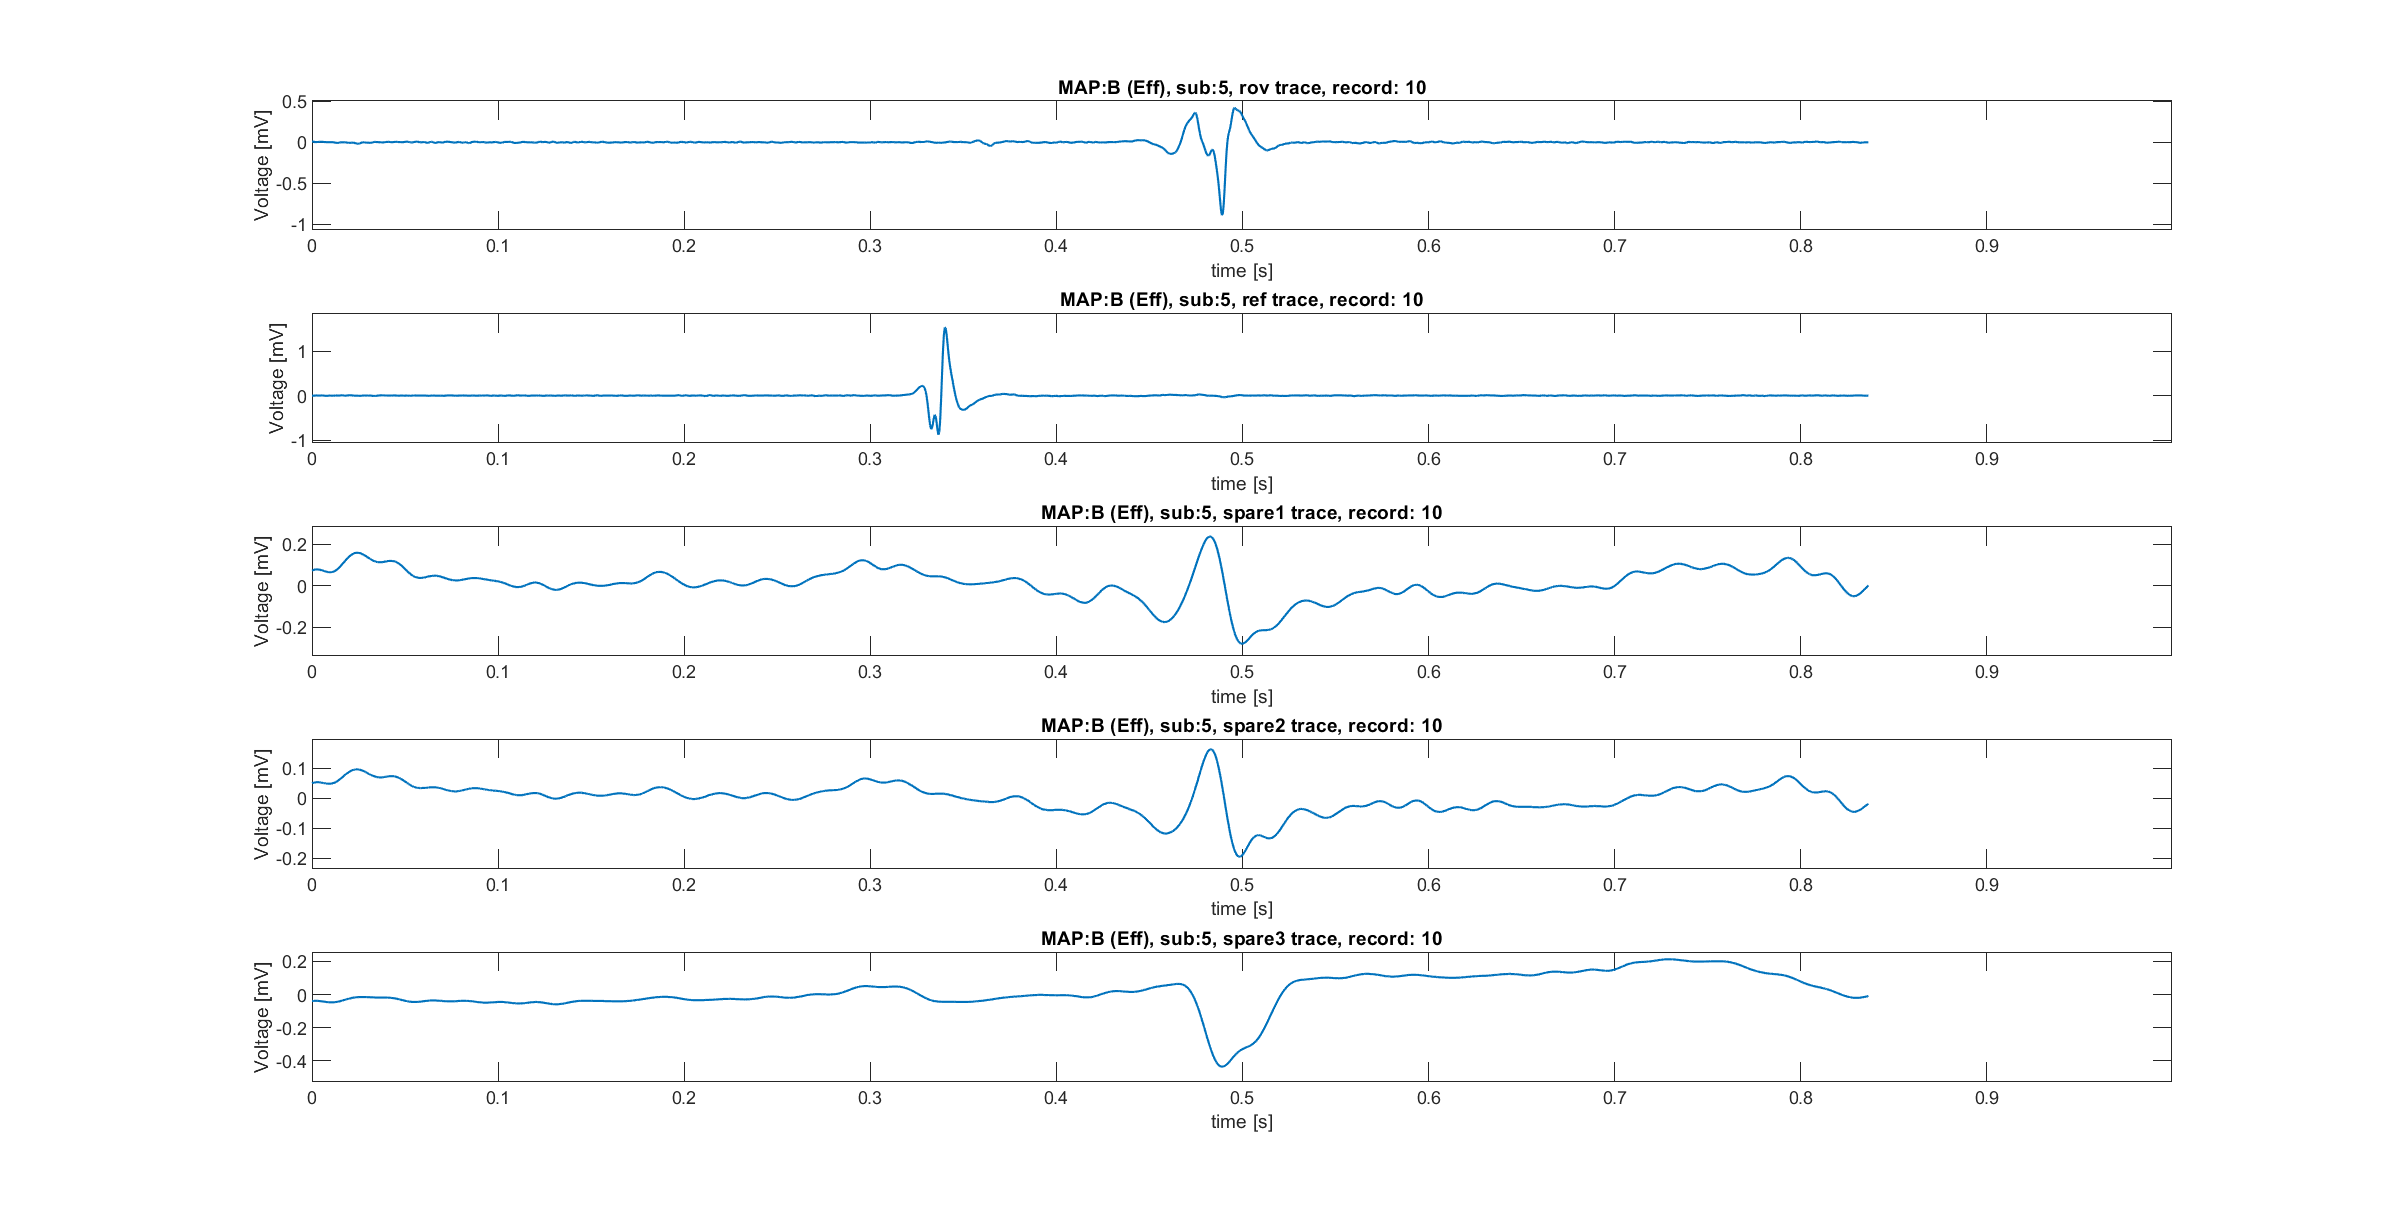 MAP:B (Eff), sub:5, rov trace, record: 10
Voltage [mV]
0.5
0
-0.5
-1
0 0.1 0.2 0.3 0.4 0.5 0.6 0.7 0.8 0.9
time [s]
MAP:B (Eff), sub:5, ref trace, record: 10
Voltage [mV]
1
0
-1
0 0.1 0.2 0.3 0.4 0.5 0.6 0.7 0.8 0.9
time [s]
MAP:B (Eff), sub:5, spare1 trace, record: 10
Voltage [mV]
0.2
0
-0.2
0 0.1 0.2 0.3 0.4 0.5 0.6 0.7 0.8 0.9
time [s]
MAP:B (Eff), sub:5, spare2 trace, record: 10
Voltage [mV]
0.1
0
-0.1
-0.2
0 0.1 0.2 0.3 0.4 0.5 0.6 0.7 0.8 0.9
time [s]
MAP:B (Eff), sub:5, spare3 trace, record: 10
Voltage [mV]
0.2
0
-0.2
-0.4
0 0.1 0.2 0.3 0.4 0.5 0.6 0.7 0.8 0.9
time [s]